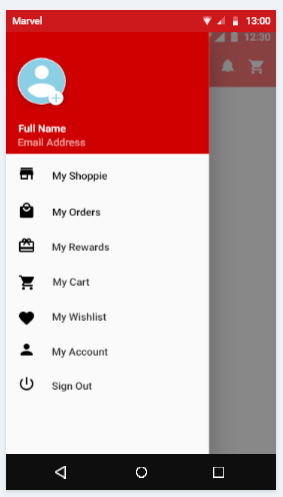 Marvel 13:00
12:30
Full Name
Email Address
My Shoppie
My Orders
My Rewards
My Cart
My Wishlist
My Account
Sign Out